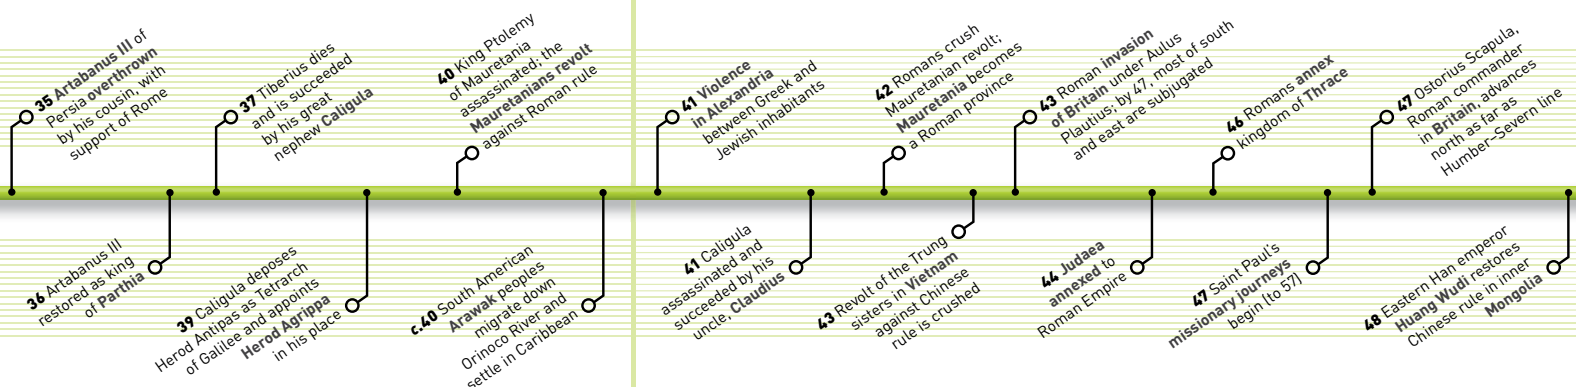 35 Artabanus III of
Persia overthrown
by his cousin, with
support of Rome
36 Artabanus III
restored as king
of Parthia
37 Tiberius dies
and is succeeded
by his great
nephew Caligula
39 Caligula deposes
Herod Antipas as Tetrarch
of Galilee and appoints
Herod Agrippa
in his place
40 King Ptolemy
of Mauretania
assassinated; the
Mauretanians revolt
against Roman rule
c.40 South American
Arawak peoples
migrate down
Orinoco River and
settle in Caribbean
41 Violence
in Alexandria
between Greek and
Jewish inhabitants
41 Caligula
assassinated and
succeeded by his
uncle, Claudius
42 Romans crush
Mauretanian revolt;
Mauretania becomes
a Roman province
43 Revolt of the Trung
sisters in Vietnam
against Chinese
rule is crushed
43 Roman invasion
of Britain under Aulus
Plautius; by 47, most of south
and east are subjugated
44 Judaea
annexed to
Roman Empire
46 Romans annex
kingdom of Thrace
47 Saint Paul's
missionary journeys
begin (to 57)
47 Ostorius Scapula,
Roman commander
in Britain, advances
north as far as
Humber–Severn line
48 Eastern Han emperor
Huang Wudi restores
Chinese rule in inner
Mongolia